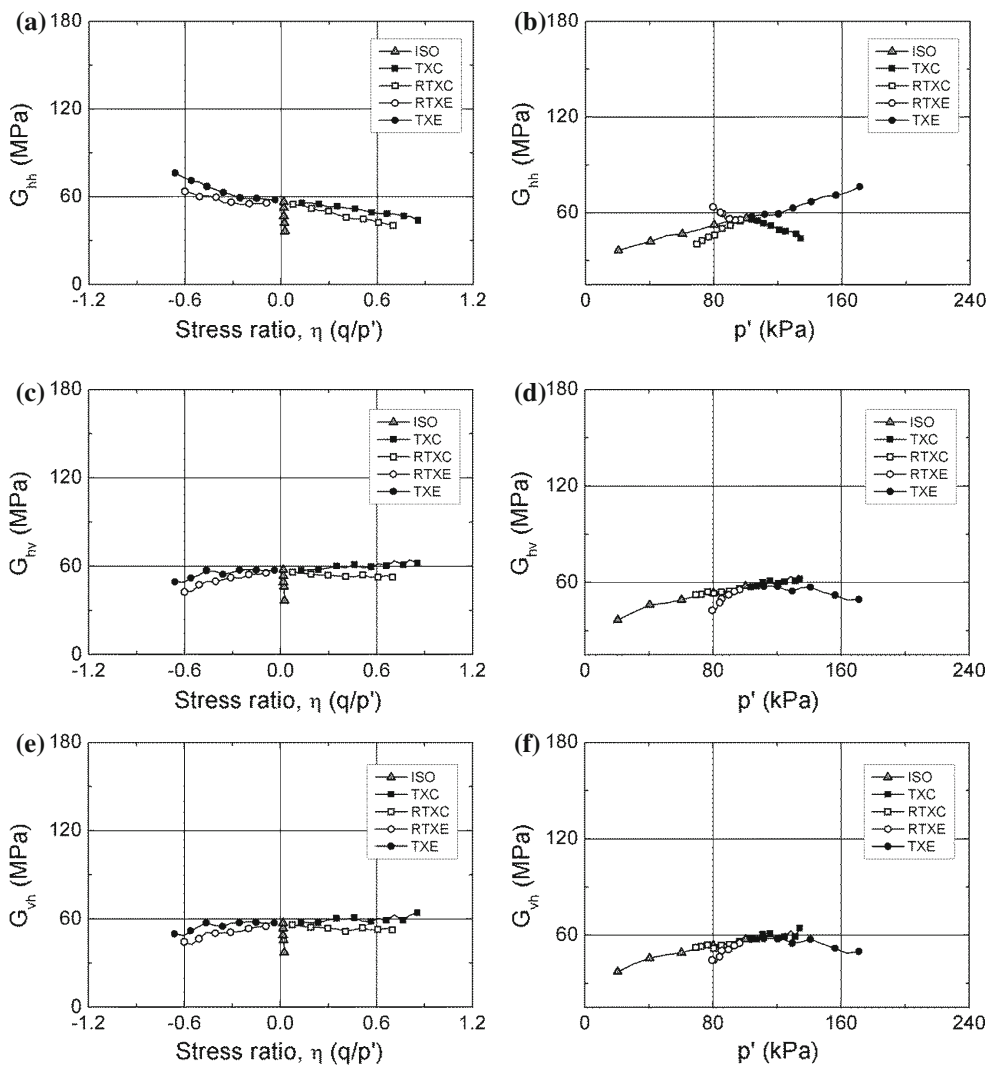 (a)
180
120
60
0
G_hh (MPa)
ISO
TXC
RTXC
RTXE
TXE
-1.2 -0.6 0.0 0.6 1.2
Stress ratio, η (q/p')
(b)
180
120
60
G_hh (MPa)
ISO
TXC
RTXC
RTXE
TXE
0 80 160 240
p' (kPa)
(c)
180
120
60
0
G_hv (MPa)
ISO
TXC
RTXC
RTXE
TXE
-1.2 -0.6 0.0 0.6 1.2
Stress ratio, η (q/p')
(d)
180
120
60
G_hv (MPa)
ISO
TXC
RTXC
RTXE
TXE
0 80 160 240
p' (kPa)
(e)
180
120
60
0
G_vh (MPa)
ISO
TXC
RTXC
RTXE
TXE
-1.2 -0.6 0.0 0.6 1.2
Stress ratio, η (q/p')
(f)
180
120
60
G_vh (MPa)
ISO
TXC
RTXC
RTXE
TXE
0 80 160 240
p' (kPa)